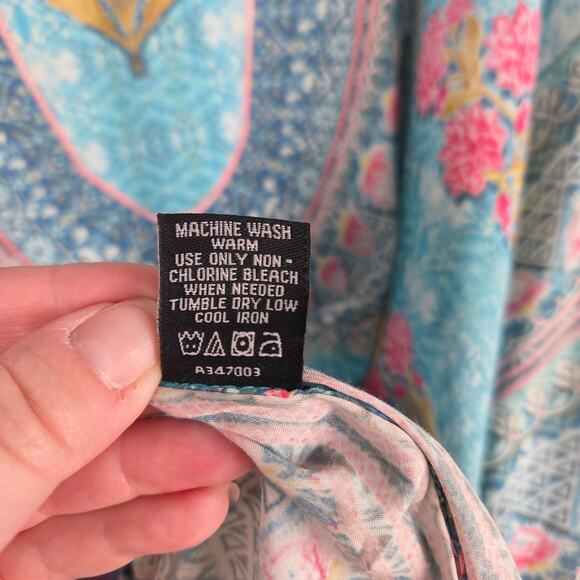 MACHINE WASH
WARM
USE ONLY NON -
CHLORINE BLEACH
WHEN NEEDED
TUMBLE DRY LOW
COOL IRON
A347003